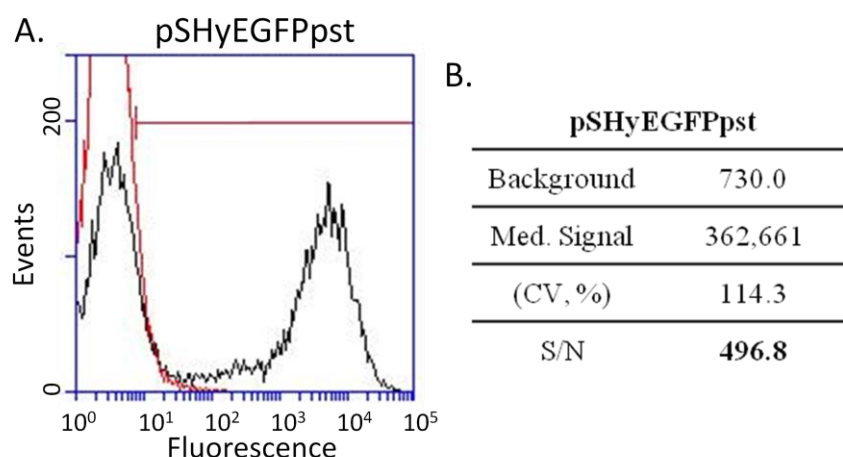 A.
pSHyEGFPpst
200
Events
0
10⁰ 10¹ 10² 10³ 10⁴ 10⁵
Fluorescence
B.
pSHyEGFPpst
Background 730.0
Med. Signal 362,661
(CV, %) 114.3
S/N 496.8